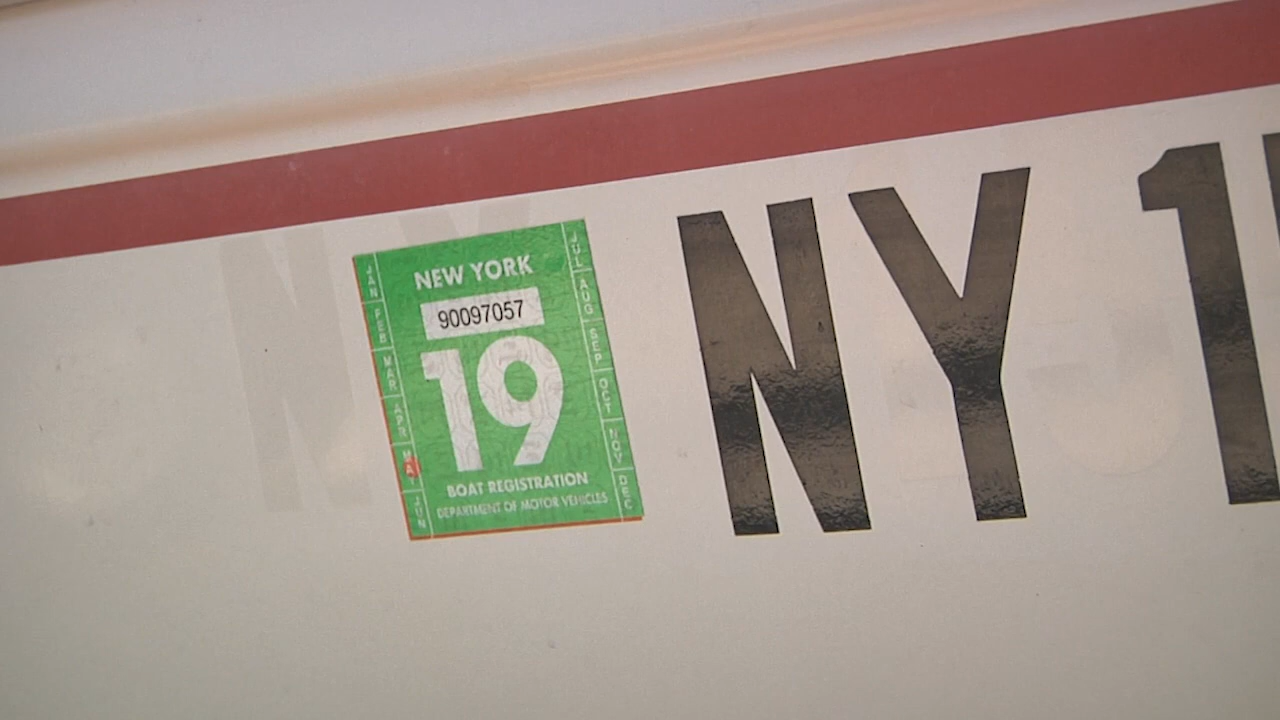 NEW YORK
90097057
19
BOAT REGISTRATION
DEPARTMENT OF MOTOR VEHICLES
JAN
FEB
MAR
APR
MAY
JUN
JUL
AUG
SEP
OCT
NOV
DEC
NY 1